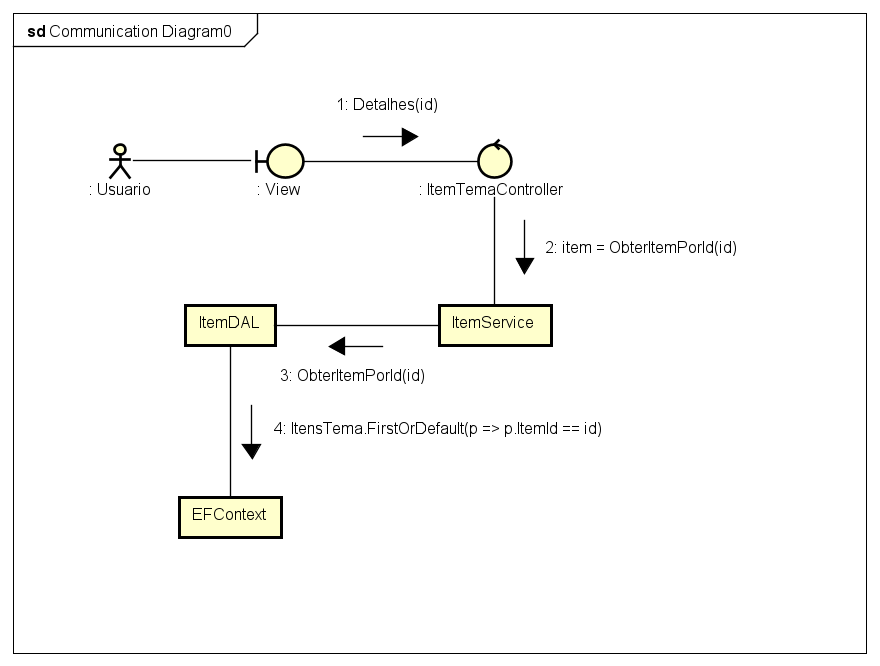 sd Communication Diagram0
1: Detalhes(id)
: Usuario
: View
: ItemTemaController
2: item = ObterItemPorId(id)
ItemDAL
ItemService
3: ObterItemPorId(id)
4: ItensTema.FirstOrDefault(p => p.ItemId == id)
EFContext